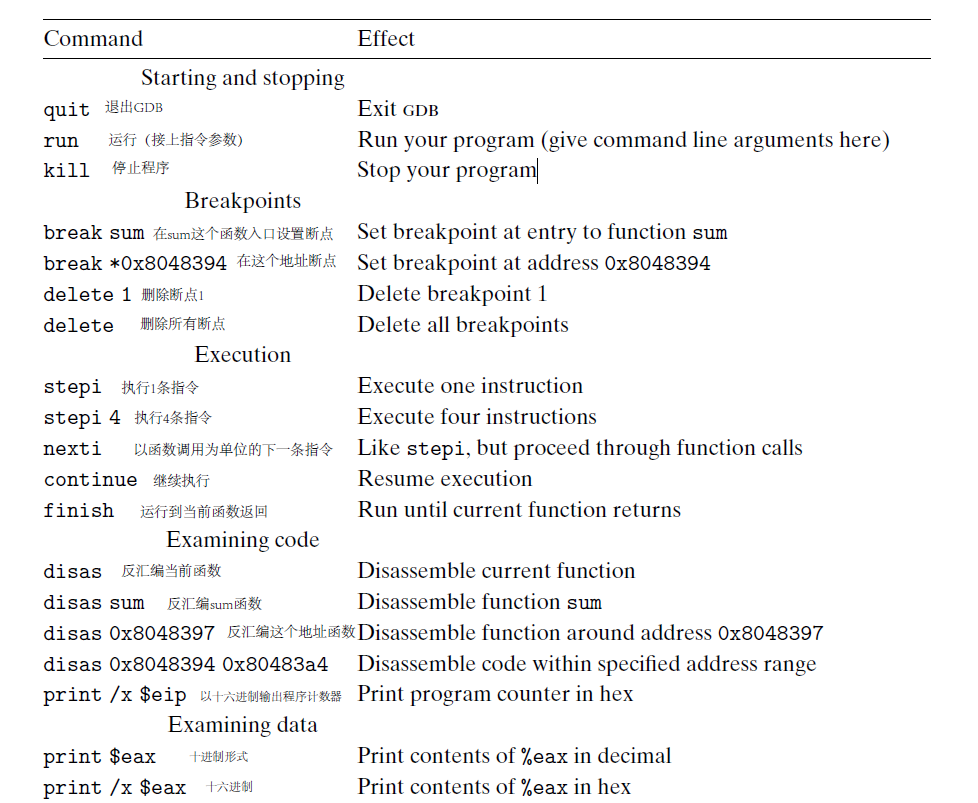 Command Effect
Starting and stopping
quit 退出GDB Exit GDB
run 运行（接上指令参数） Run your program (give command line arguments here)
kill 停止程序 Stop your program
Breakpoints
break sum 在sum这个函数入口设置断点 Set breakpoint at entry to function sum
break *0x8048394 在这个地址断点 Set breakpoint at address 0x8048394
delete 1 删除断点1 Delete breakpoint 1
delete 删除所有断点 Delete all breakpoints
Execution
stepi 执行1条指令 Execute one instruction
stepi 4 执行4条指令 Execute four instructions
nexti 以函数调用为单位的下一条指令 Like stepi, but proceed through function calls
continue 继续执行 Resume execution
finish 运行到当前函数返回 Run until current function returns
Examining code
disas 反汇编当前函数 Disassemble current function
disas sum 反汇编sum函数 Disassemble function sum
disas 0x8048397 反汇编这个地址函数 Disassemble function around address 0x8048397
disas 0x8048394 0x80483a4 Disassemble code within specified address range
print /x $eip 以十六进制输出程序计数器 Print program counter in hex
Examining data
print $eax 十进制形式 Print contents of %eax in decimal
print /x $eax 十六进制 Print contents of %eax in hex